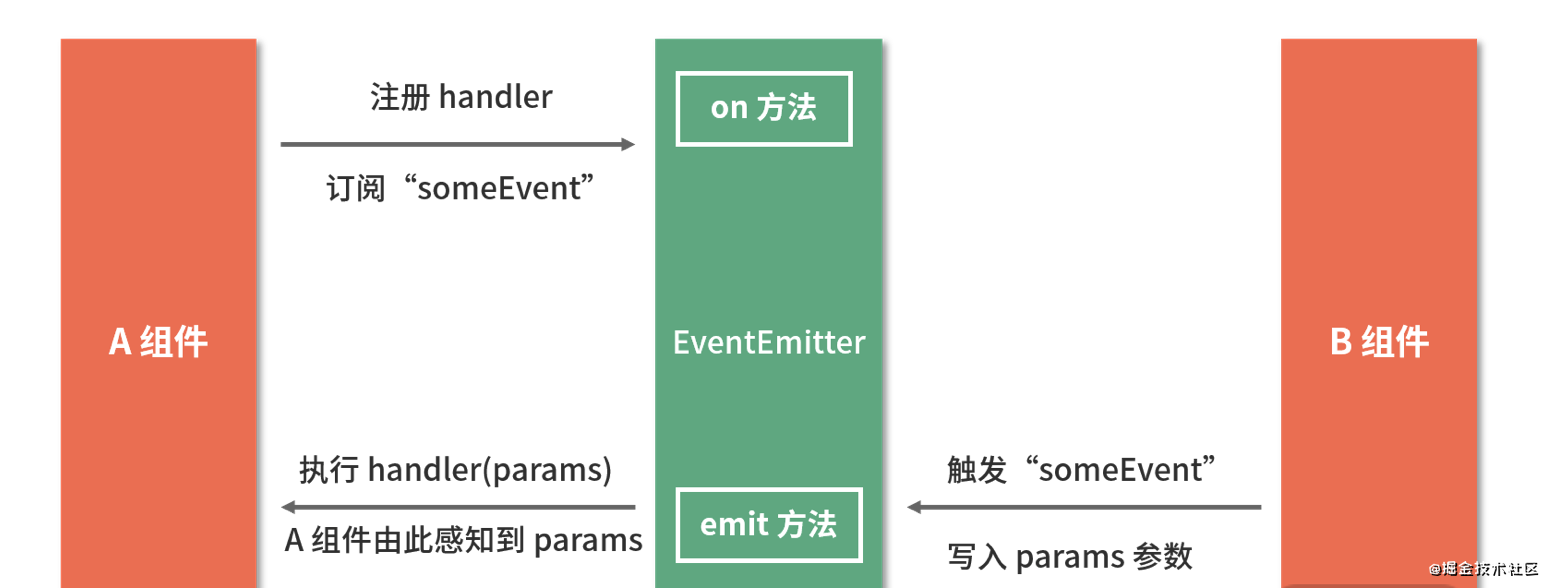 注册 handler
on 方法
订阅“someEvent”
A 组件
EventEmitter
B 组件
执行 handler(params)
触发“someEvent”
emit 方法
A 组件由此感知到 params
写入 params 参数
@掘金技术社区